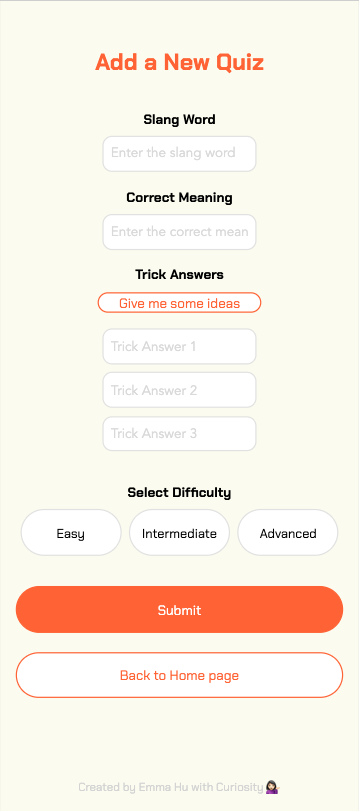 Add a New Quiz
Slang Word
Enter the slang word
Correct Meaning
Enter the correct mean
Trick Answers
Give me some ideas
Trick Answer 1
Trick Answer 2
Trick Answer 3
Select Difficulty
Easy Intermediate Advanced
Submit
Back to Home page
Created by Emma Hu with Curiosity 💁🏻‍♀️